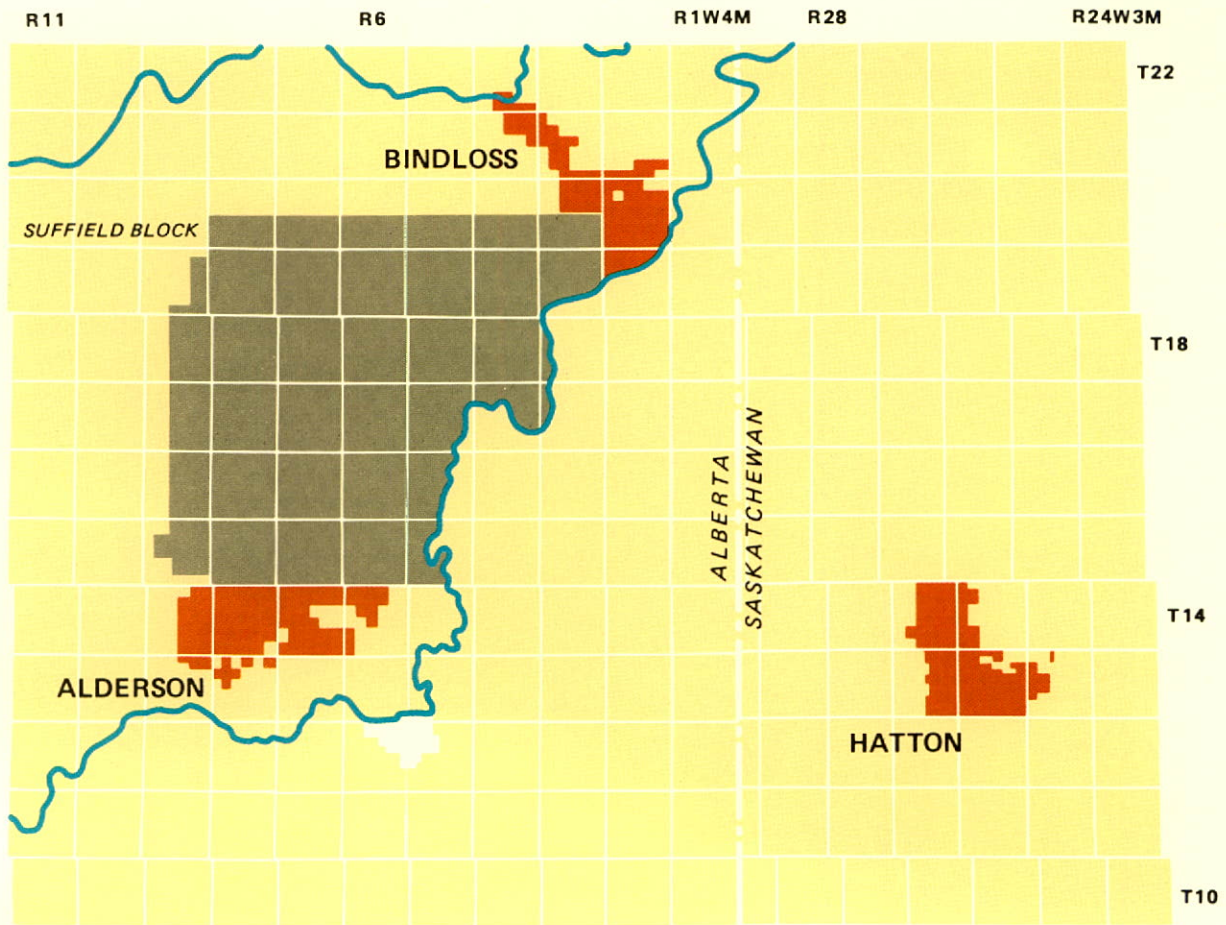 R11 R6 R1W4M R28 R24W3M
T22
BINDLOSS
SUFFIELD BLOCK
T18
ALBERTA
SASKATCHEWAN
T14
ALDERSON
HATTON
T10